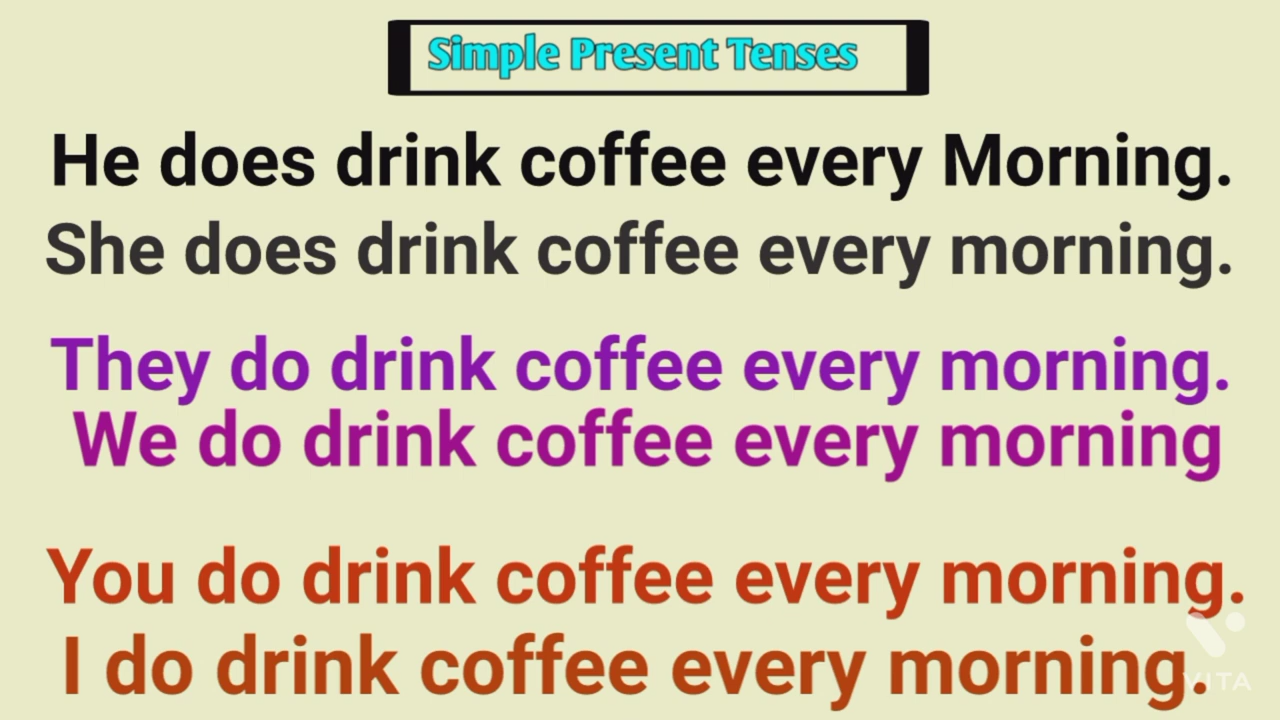 Simple Present Tenses
He does drink coffee every Morning.
She does drink coffee every morning.
They do drink coffee every morning.
We do drink coffee every morning
You do drink coffee every morning.
I do drink coffee every morning.
VITA